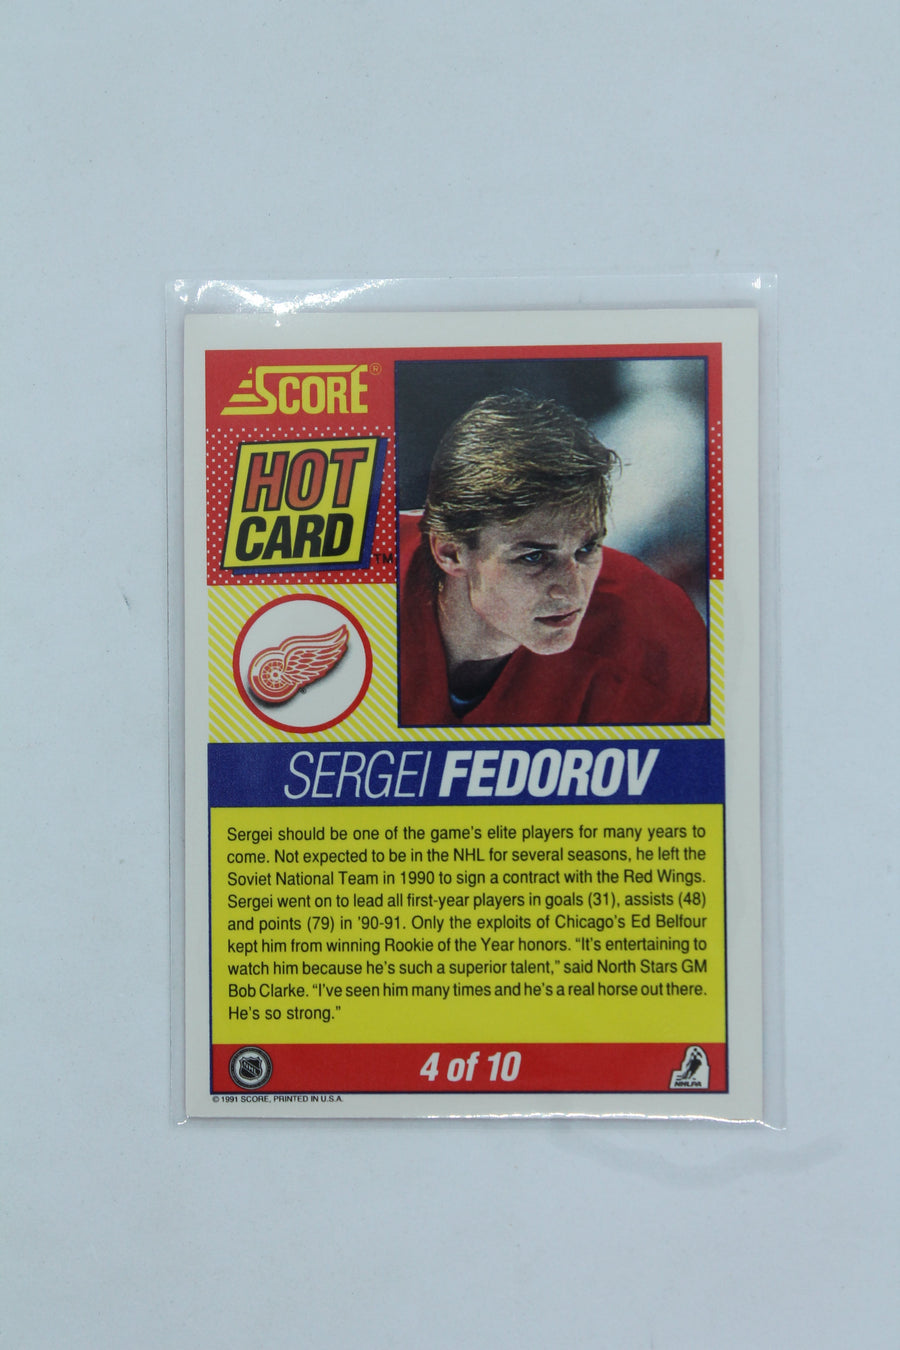 SCORE®
HOT
CARD™
SERGEI FEDOROV
Sergei should be one of the game's elite players for many years to
come. Not expected to be in the NHL for several seasons, he left the
Soviet National Team in 1990 to sign a contract with the Red Wings.
Sergei went on to lead all first-year players in goals (31), assists (48)
and points (79) in '90-91. Only the exploits of Chicago's Ed Belfour
kept him from winning Rookie of the Year honors. "It's entertaining to
watch him because he's such a superior talent," said North Stars GM
Bob Clarke. "I've seen him many times and he's a real horse out there.
He's so strong."
NHL
4 of 10
NHLPA
© 1991 SCORE, PRINTED IN U.S.A.